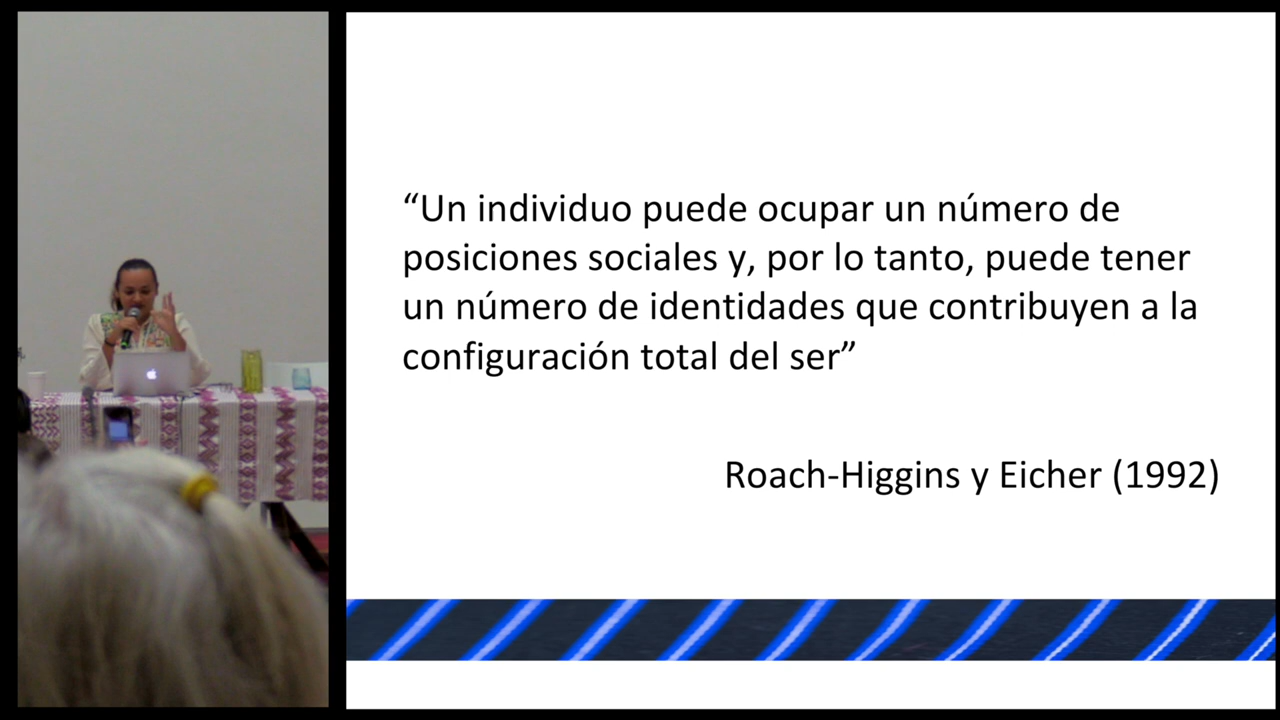 “Un individuo puede ocupar un número de
posiciones sociales y, por lo tanto, puede tener
un número de identidades que contribuyen a la
configuración total del ser”
Roach-Higgins y Eicher (1992)